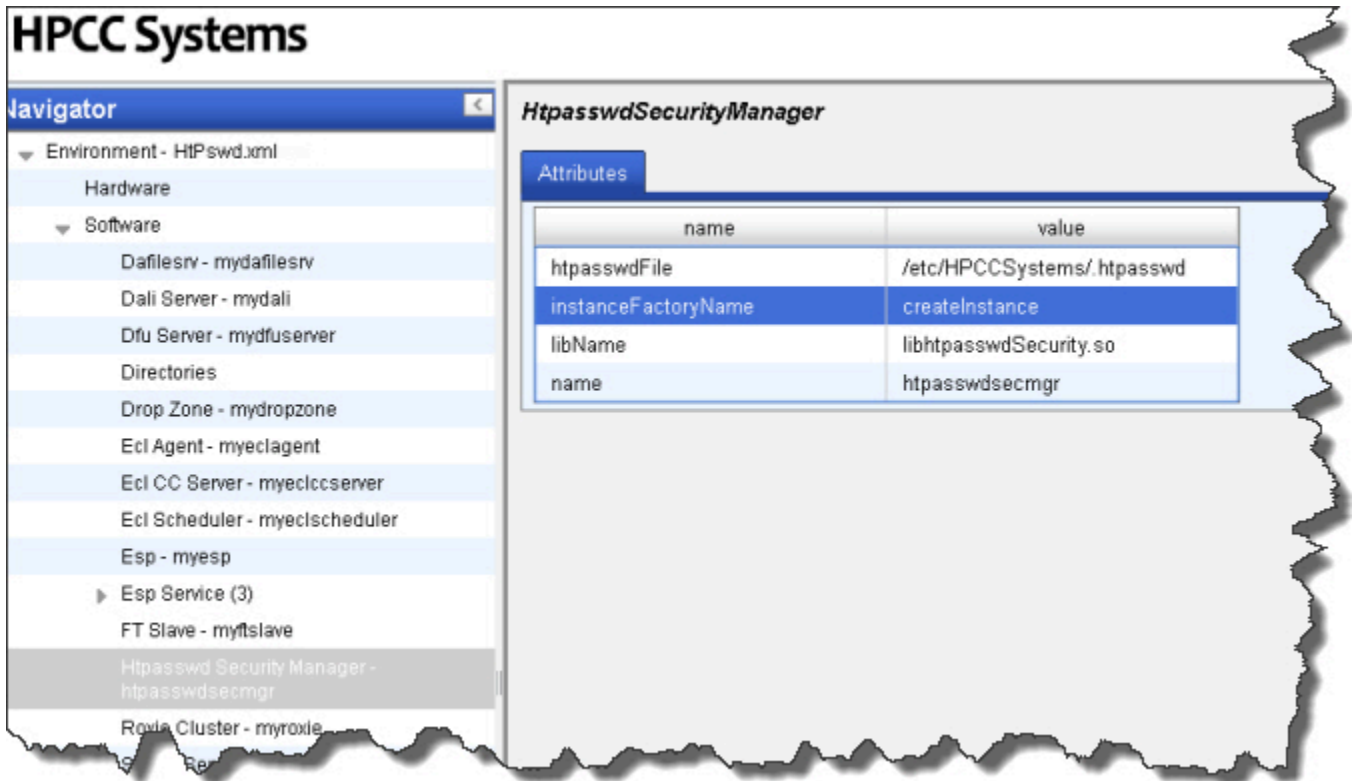 HPCC Systems
Navigator
Environment - HtPswd.xml
Hardware
Software
Dafilesrv - mydafilesrv
Dali Server - mydali
Dfu Server - mydfuserver
Directories
Drop Zone - mydropzone
Ecl Agent - myeclagent
Ecl CC Server - myeclccserver
Ecl Scheduler - myeclscheduler
Esp - myesp
Esp Service (3)
FT Slave - myftslave
Htpasswd Security Manager -
htpasswdsecmgr
Roxie Cluster - myroxie
HtpasswdSecurityManager
Attributes
name value
htpasswdFile /etc/HPCCSystems/.htpasswd
instanceFactoryName createInstance
libName libhtpasswdSecurity.so
name htpasswdsecmgr